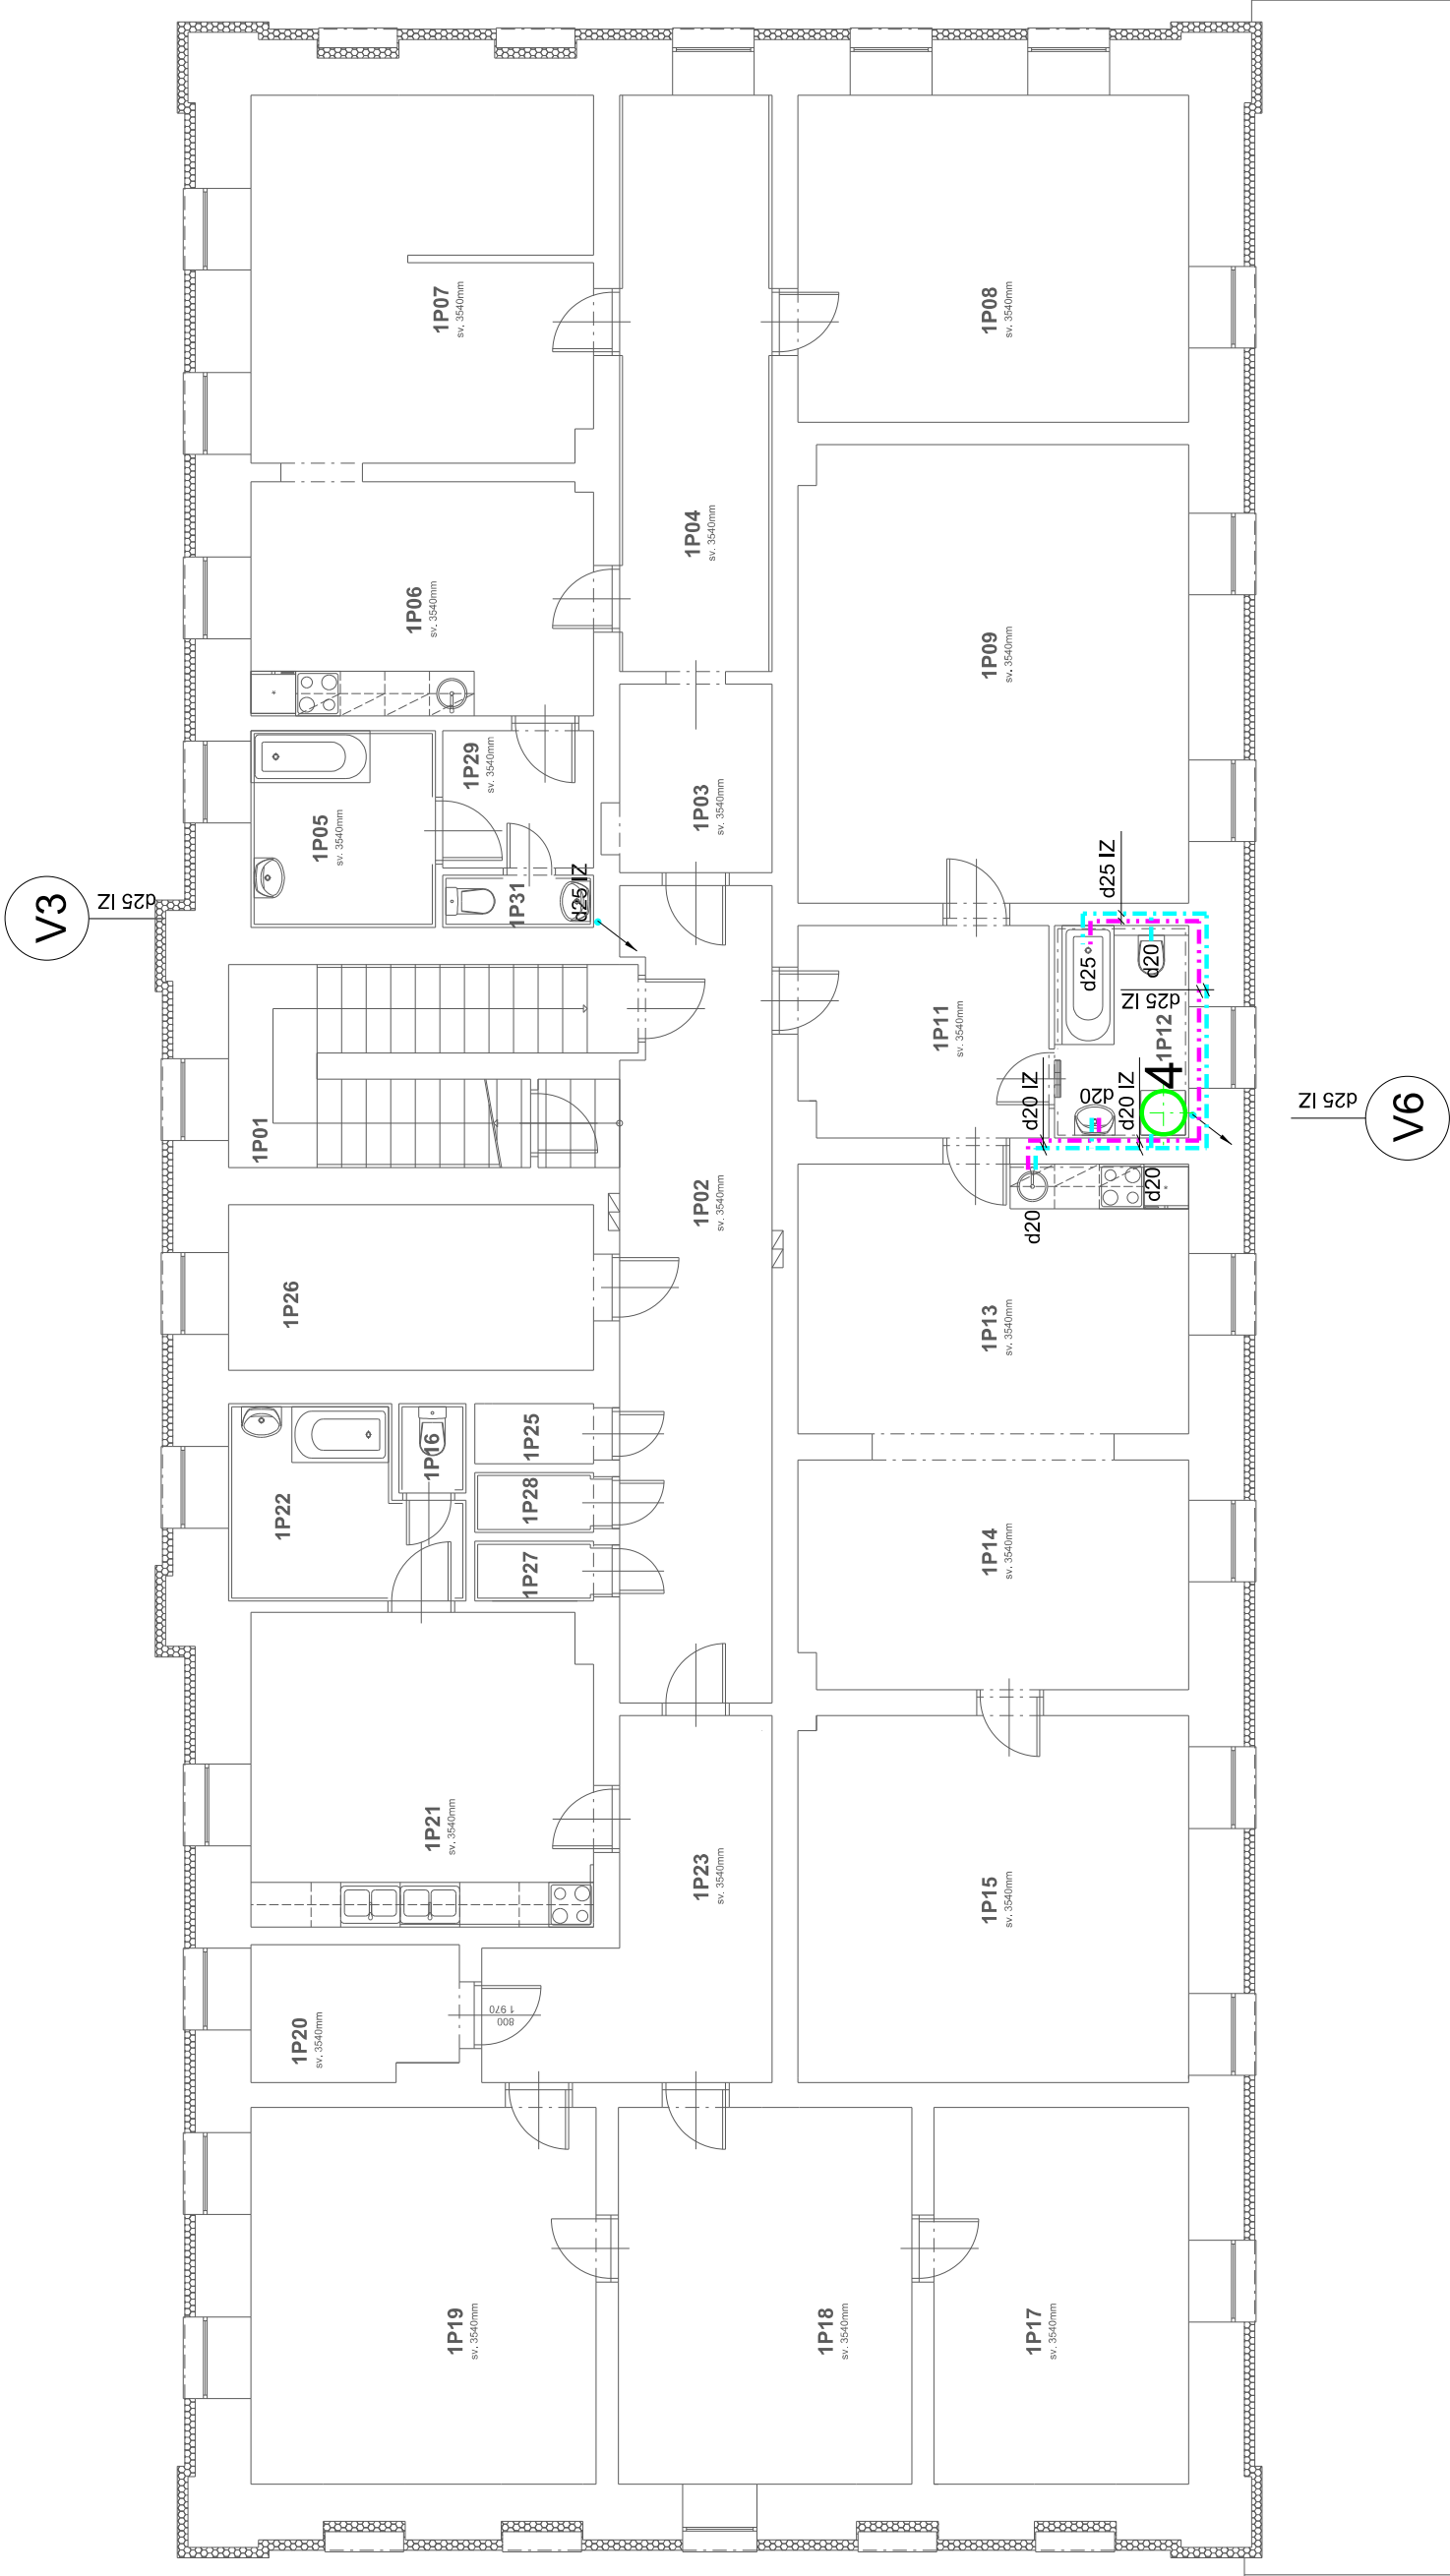 V3
d25 IZ
1P07
sv. 3540mm
1P08
sv. 3540mm
1P04
sv. 3540mm
1P06
sv. 3540mm
1P09
sv. 3540mm
1P29
sv. 3540mm
1P05
sv. 3540mm
1P03
sv. 3540mm
1P31
d25 IZ
d25 IZ
d25
d20
d25 IZ
1P11
sv. 3540mm
1P12
4
d20 IZ
d20
d20 IZ
d20
d20
V6
d25 IZ
1P01
1P02
sv. 3540mm
1P26
1P13
sv. 3540mm
1P25
1P16
1P28
1P22
1P27
1P14
sv. 3540mm
1P21
sv. 3540mm
1P23
sv. 3540mm
1P15
sv. 3540mm
1P20
sv. 3540mm
800
1 970
1P19
sv. 3540mm
1P18
sv. 3540mm
1P17
sv. 3540mm